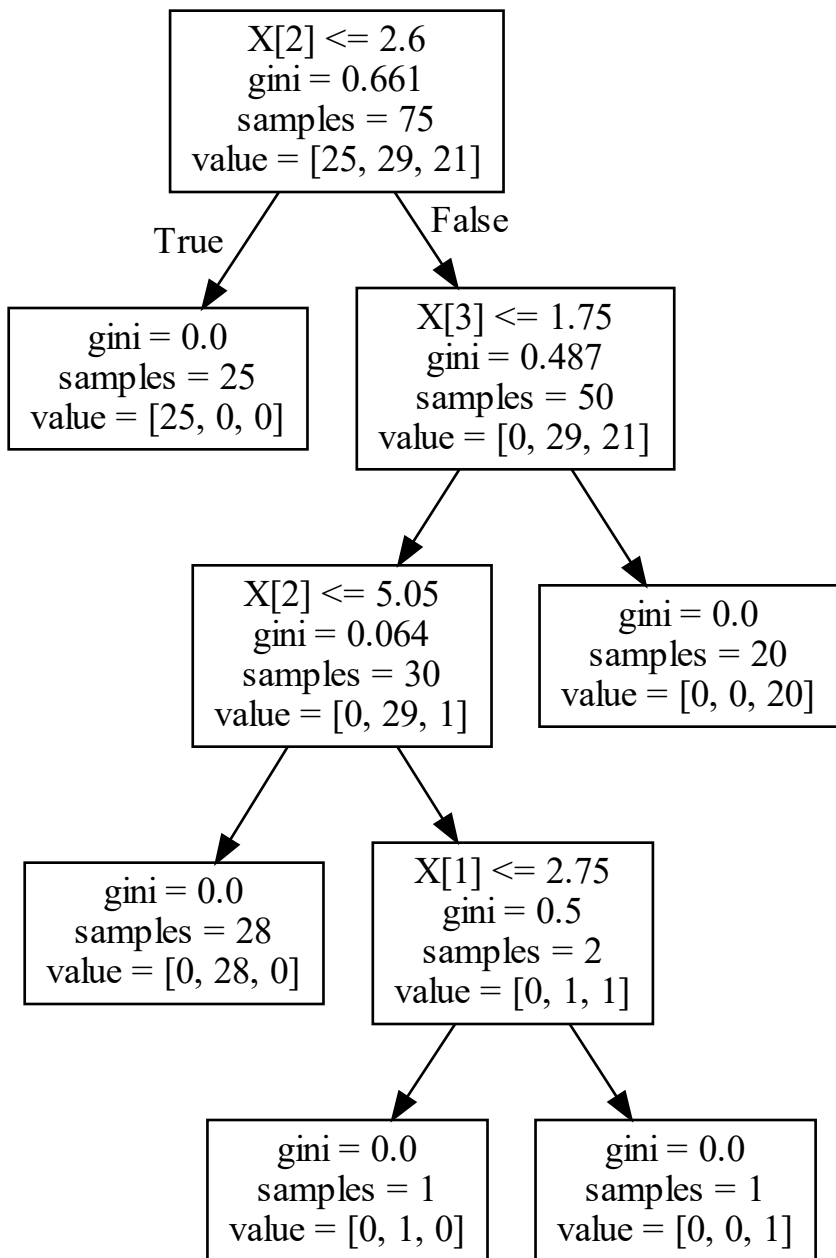 X[2] <= 2.6
gini = 0.661
samples = 75
value = [25, 29, 21]
True
False
gini = 0.0
samples = 25
value = [25, 0, 0]
X[3] <= 1.75
gini = 0.487
samples = 50
value = [0, 29, 21]
X[2] <= 5.05
gini = 0.064
samples = 30
value = [0, 29, 1]
gini = 0.0
samples = 20
value = [0, 0, 20]
gini = 0.0
samples = 28
value = [0, 28, 0]
X[1] <= 2.75
gini = 0.5
samples = 2
value = [0, 1, 1]
gini = 0.0
samples = 1
value = [0, 1, 0]
gini = 0.0
samples = 1
value = [0, 0, 1]